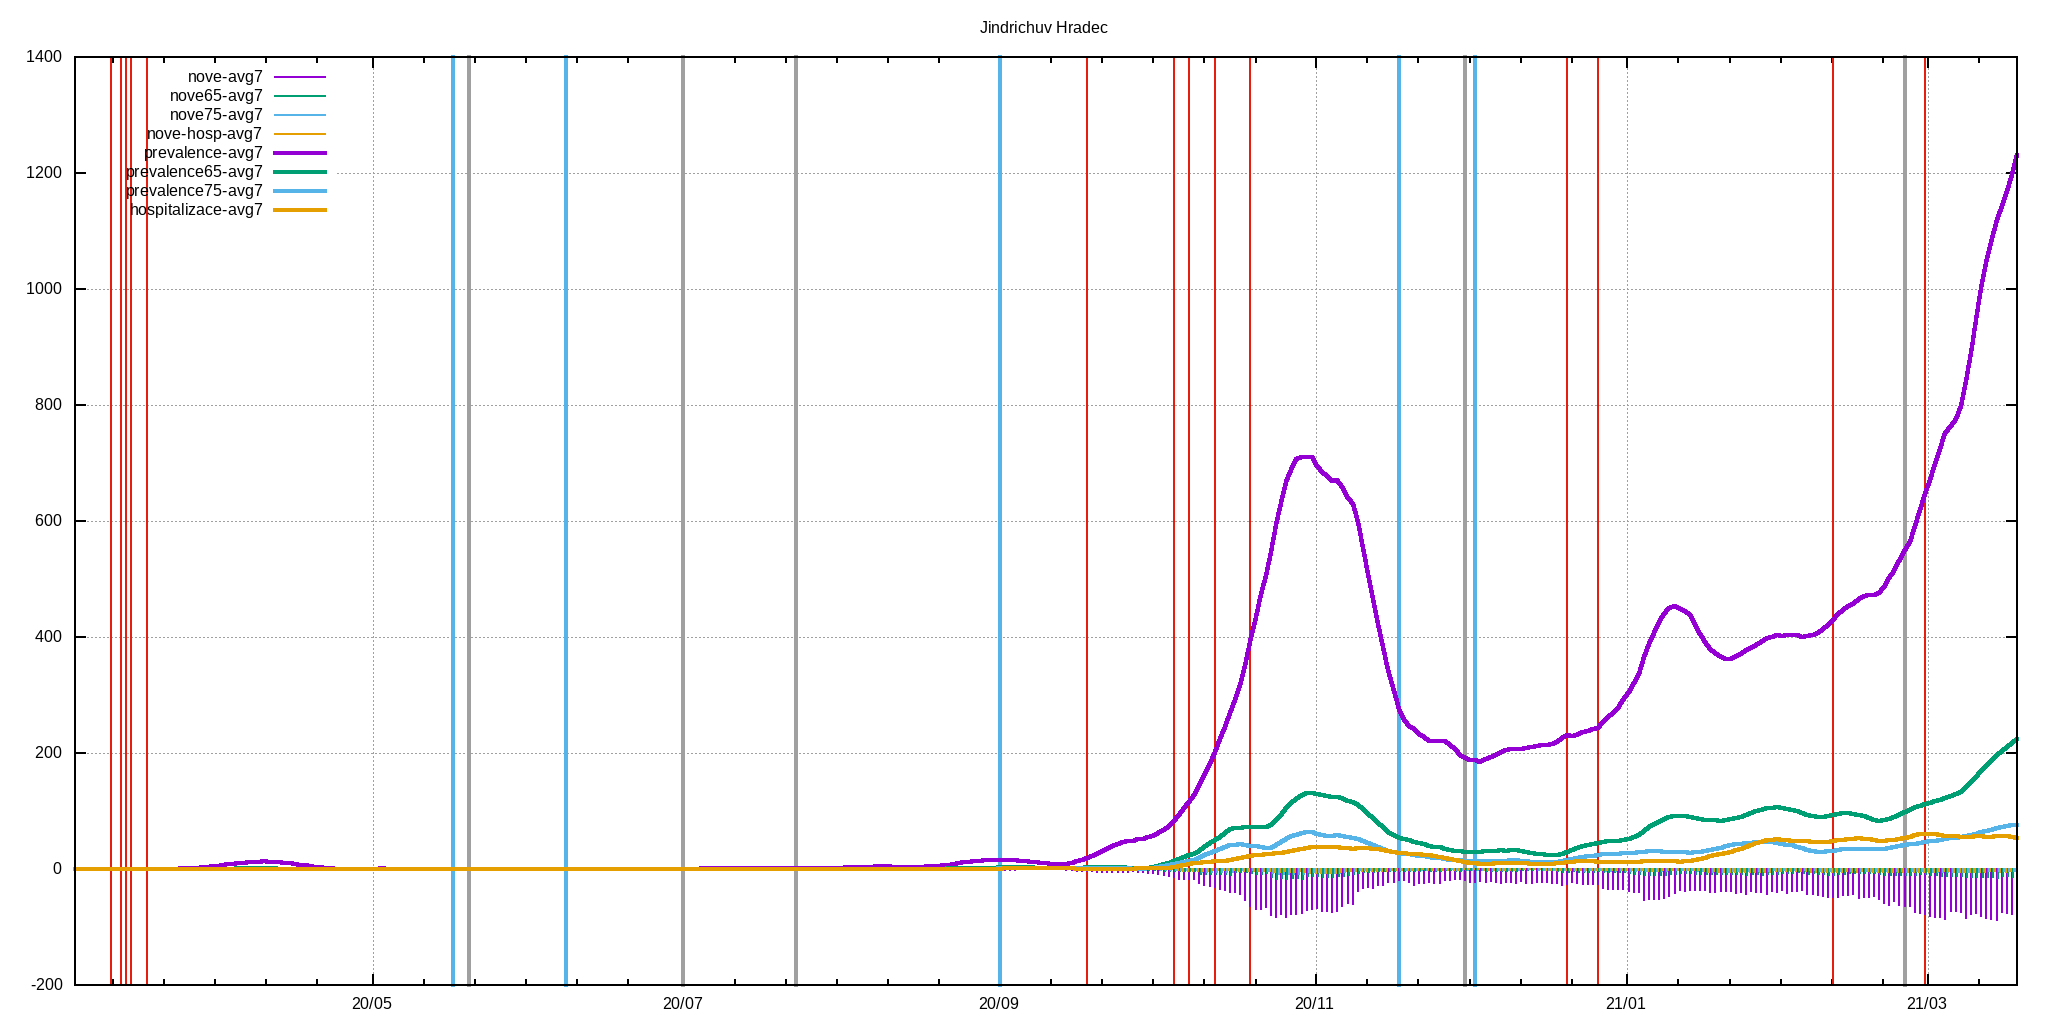 Jindrichuv Hradec
1400
1200
1000
800
600
400
200
0
-200
nove-avg7
nove65-avg7
nove75-avg7
nove-hosp-avg7
prevalence-avg7
prevalence65-avg7
prevalence75-avg7
hospitalizace-avg7
20/05
20/07
20/09
20/11
21/01
21/03